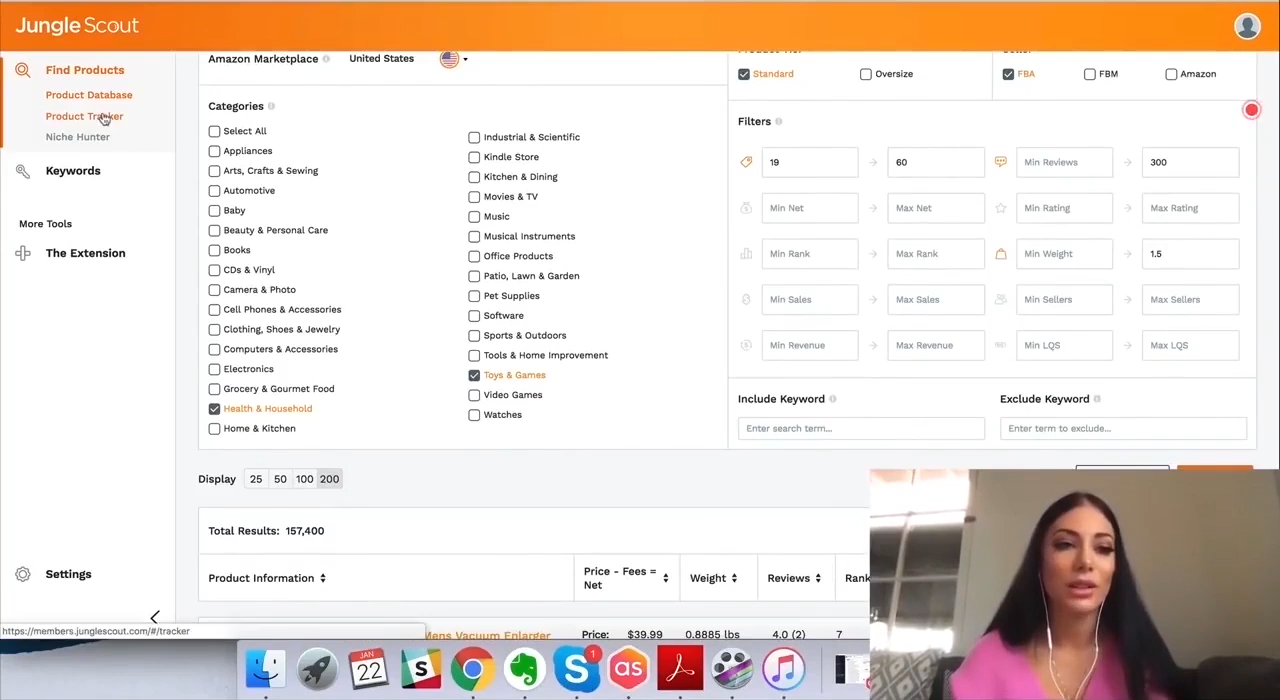 Jungle Scout
Find Products
Product Database
Product Tracker
Niche Hunter
Keywords
More Tools
The Extension
Settings
https://members.junglescout.com/#/tracker
Amazon Marketplace United States
Categories
Select All
Appliances
Arts, Crafts & Sewing
Automotive
Baby
Beauty & Personal Care
Books
CDs & Vinyl
Camera & Photo
Cell Phones & Accessories
Clothing, Shoes & Jewelry
Computers & Accessories
Electronics
Grocery & Gourmet Food
Health & Household
Home & Kitchen
Industrial & Scientific
Kindle Store
Kitchen & Dining
Movies & TV
Music
Musical Instruments
Office Products
Patio, Lawn & Garden
Pet Supplies
Software
Sports & Outdoors
Tools & Home Improvement
Toys & Games
Video Games
Watches
Standard Oversize
FBA FBM Amazon
Filters
19 60 Min Reviews 300
Min Net Max Net Min Rating Max Rating
Min Rank Max Rank Min Weight 1.5
Min Sales Max Sales Min Sellers Max Sellers
Min Revenue Max Revenue Min LQS Max LQS
Include Keyword Exclude Keyword
Enter search term... Enter term to exclude...
Display 25 50 100 200
Total Results: 157,400
Product Information Price - Fees =
Net Weight Reviews Rank
Mens Vacuum Enlarger Price: $39.99 0.8885 lbs 4.0 (2) 7
JAN
22
S
S
1
as